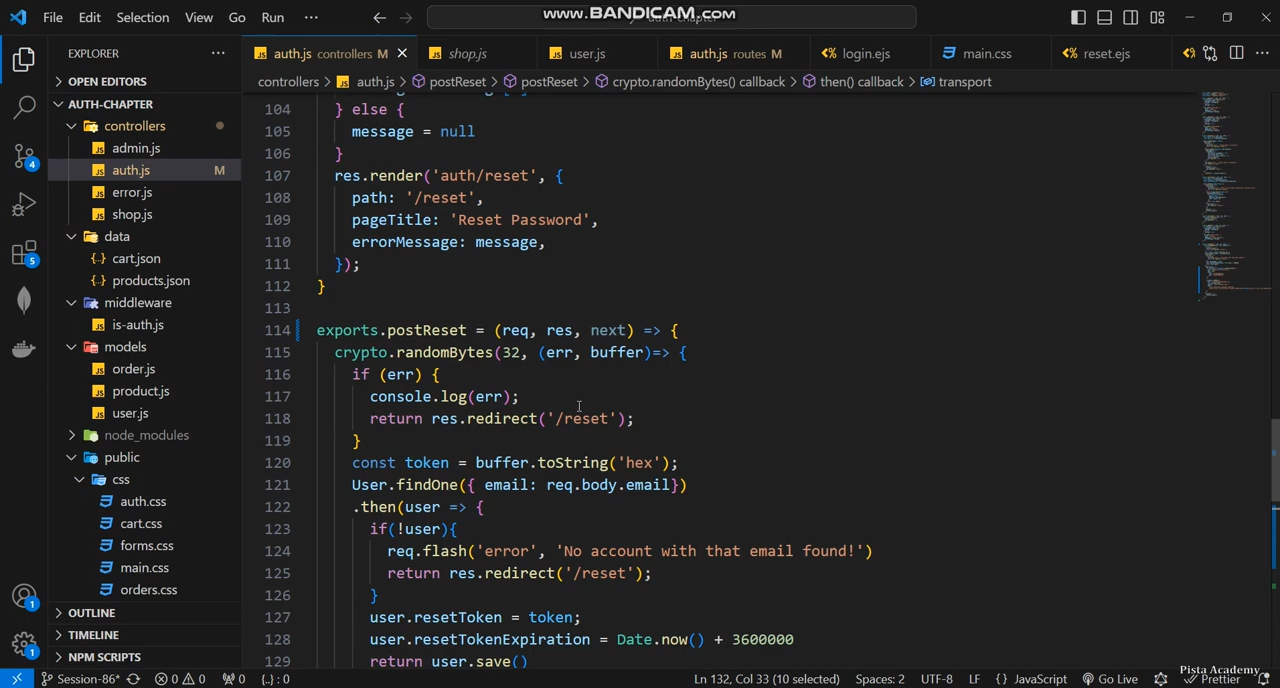 File Edit Selection View Go Run ···
www.BANDICAM.com
EXPLORER ···
auth.js controllers M
shop.js
user.js
auth.js routes M
login.ejs
main.css
reset.ejs
controllers > auth.js > postReset > postReset > crypto.randomBytes() callback > then() callback > transport
OPEN EDITORS
AUTH-CHAPTER
controllers
admin.js
auth.js M
error.js
shop.js
data
cart.json
products.json
middleware
is-auth.js
models
order.js
product.js
user.js
node_modules
public
css
auth.css
cart.css
forms.css
main.css
orders.css
OUTLINE
TIMELINE
NPM SCRIPTS
4
5
1
1
104 } else {
105 message = null
106 }
107 res.render('auth/reset', {
108 path: '/reset',
109 pageTitle: 'Reset Password',
110 errorMessage: message,
111 });
112 }
113
114 exports.postReset = (req, res, next) => {
115 crypto.randomBytes(32, (err, buffer)=> {
116 if (err) {
117 console.log(err);
118 return res.redirect('/reset');
119 }
120 const token = buffer.toString('hex');
121 User.findOne({ email: req.body.email})
122 .then(user => {
123 if(!user){
124 req.flash('error', 'No account with that email found!')
125 return res.redirect('/reset');
126 }
127 user.resetToken = token;
128 user.resetTokenExpiration = Date.now() + 3600000
129 return user.save()
Pista Academy
Session-86* 0 0 0 {..} : 0 Ln 132, Col 33 (10 selected) Spaces: 2 UTF-8 LF {} JavaScript Go Live Prettier